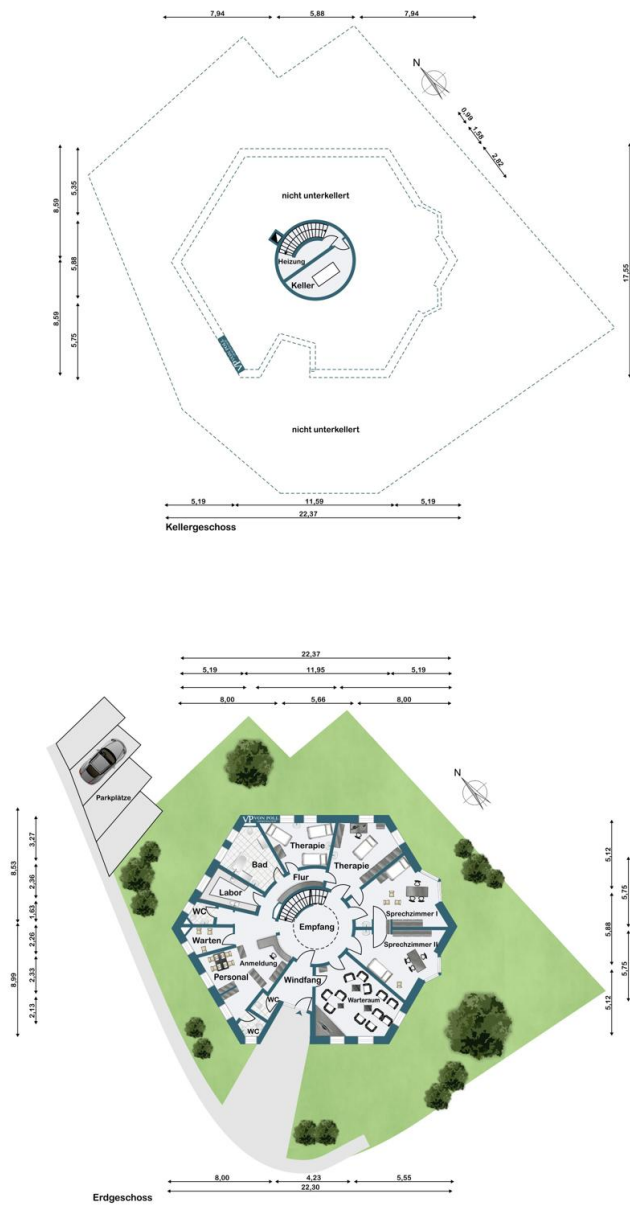 7,94 5,88 7,94
N
0,99
1,58
2,82
8,59
5,35
nicht unterkellert
5,88
Heizung
Keller
17,55
8,59
5,75
nicht unterkellert
5,19 11,59 5,19
22,37
Kellergeschoss
22,37
5,19 11,95 5,19
8,00 5,66 8,00
N
Parkplätze
VP VON POLL
8,53
3,27
Therapie
5,12
Bad
Therapie
5,75
2,36
Flur
Labor
1,63
WC
Sprechzimmer I
5,88
Empfang
2,26
Warten
Sprechzimmer II
8,99
Anmeldung
5,75
2,33
Personal
Windfang
WC
Warteraum
2,13
5,12
WC
8,00 4,23 5,55
22,30
Erdgeschoss